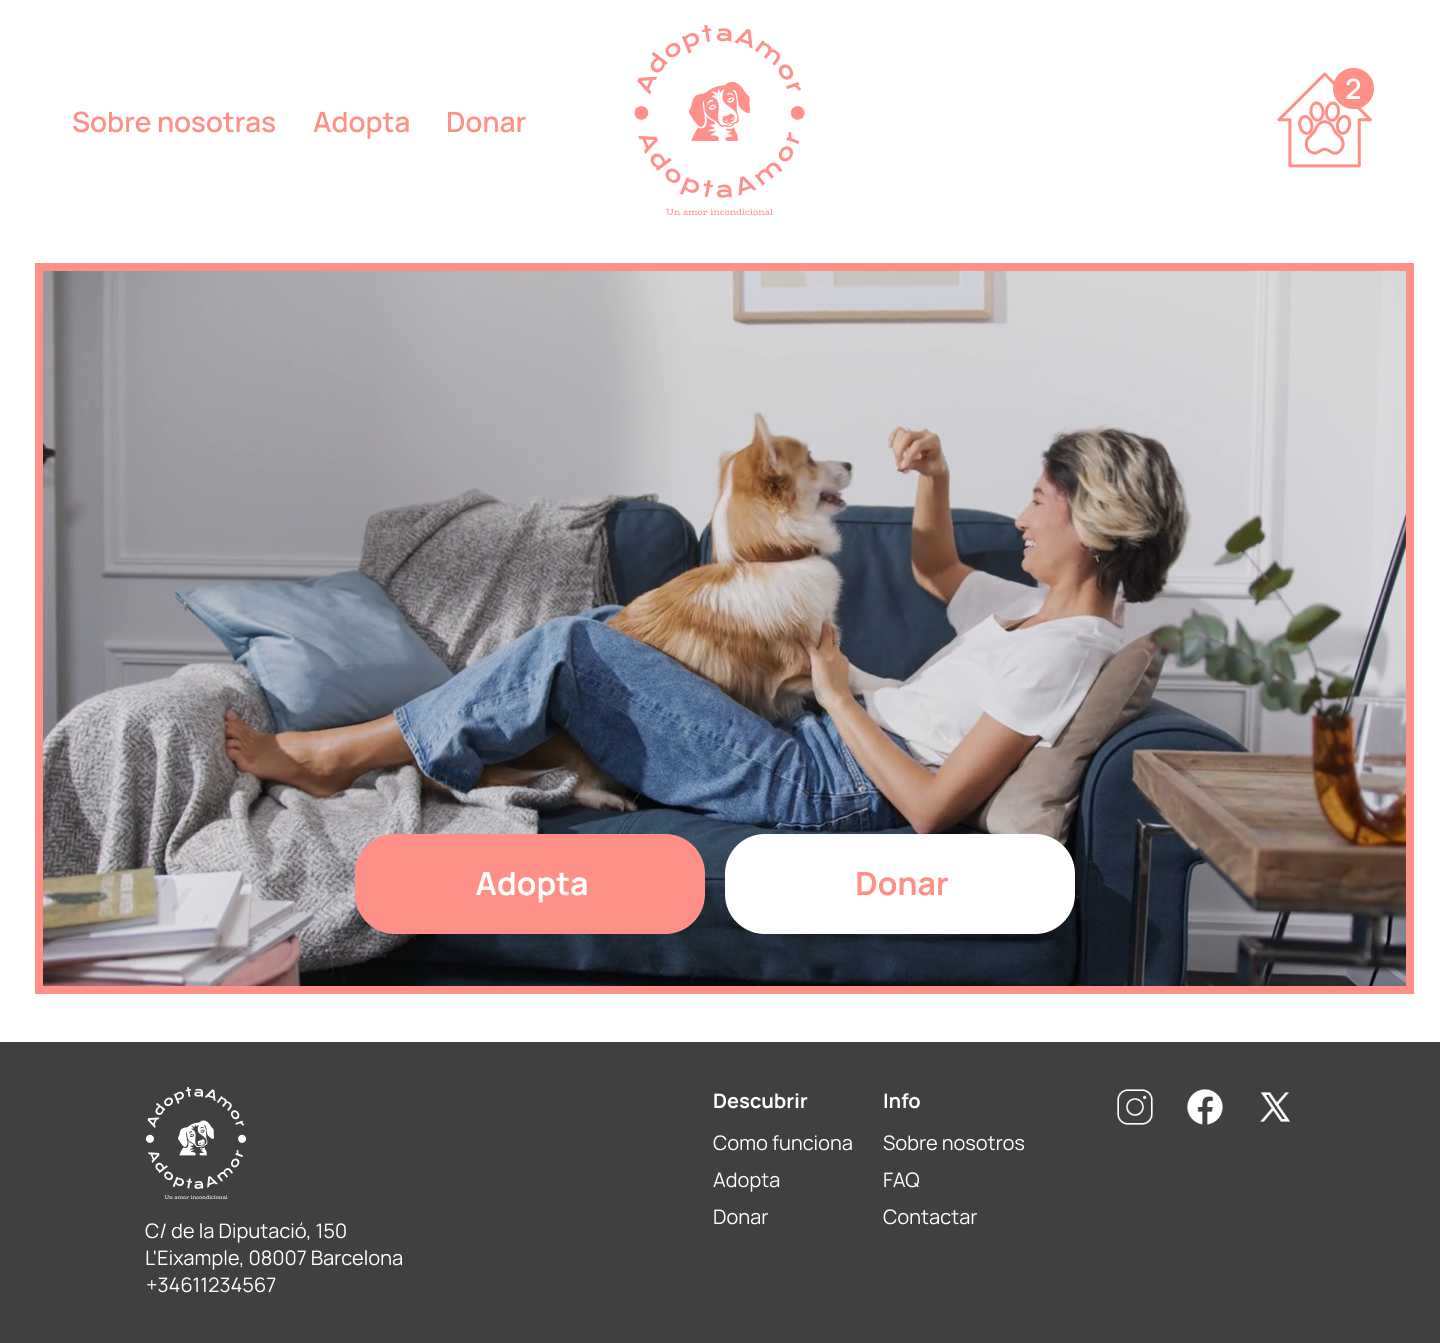 Sobre nosotras Adopta Donar
AdoptaAmor
AdoptaAmor
Un amor incondicional
2
Adopta
Donar
AdoptaAmor
AdoptaAmor
Un amor incondicional
C/ de la Diputació, 150
L'Eixample, 08007 Barcelona
+34611234567
Descubrir
Como funciona
Adopta
Donar
Info
Sobre nosotros
FAQ
Contactar